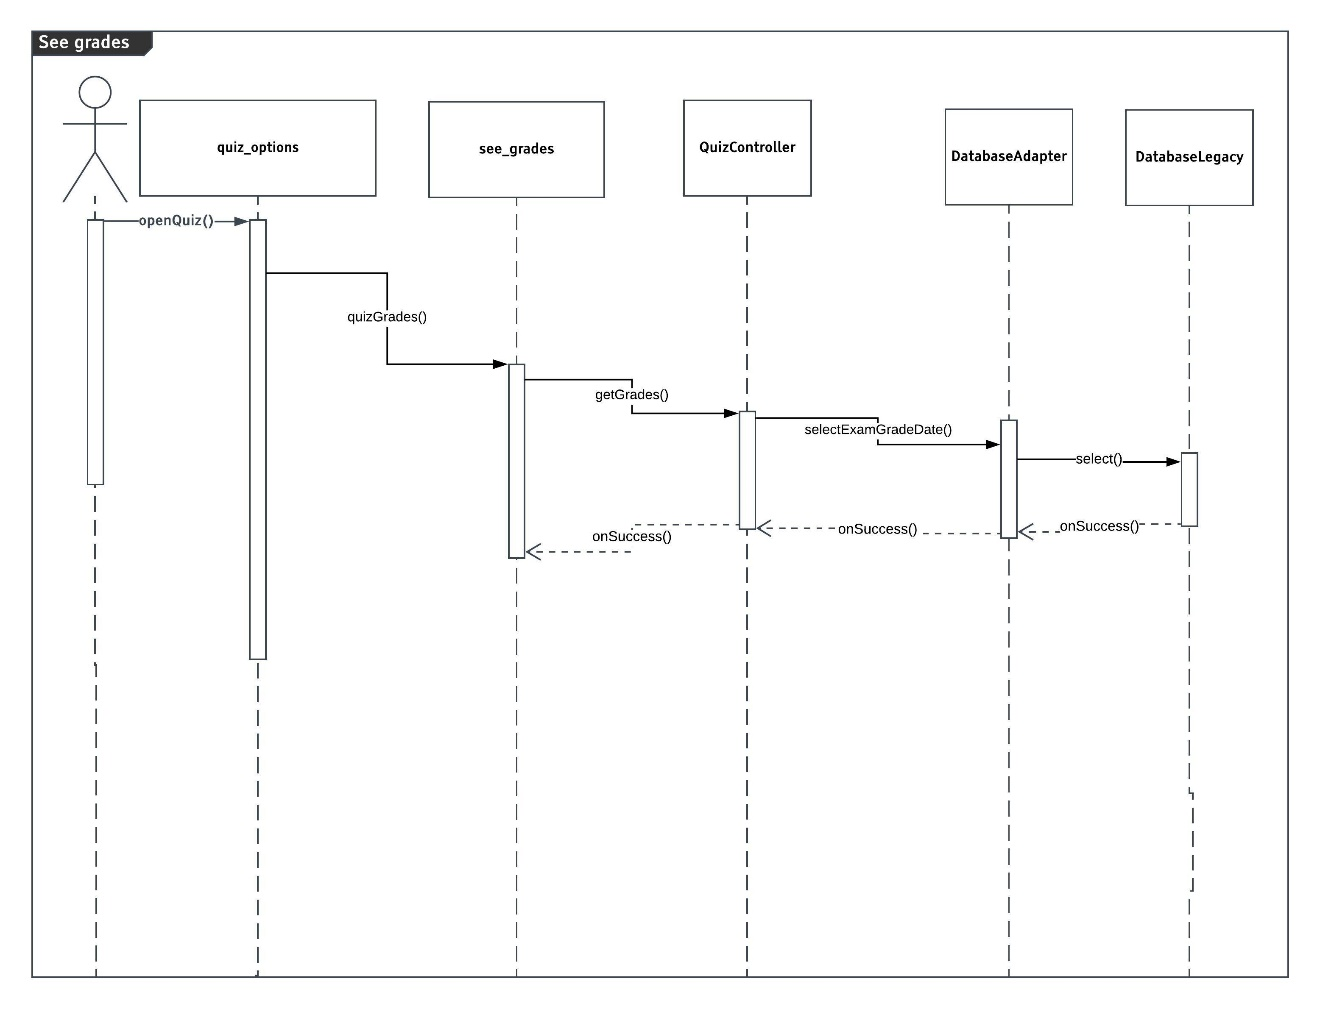 See grades
quiz_options
see_grades
QuizController
DatabaseAdapter
DatabaseLegacy
openQuiz()
quizGrades()
getGrades()
selectExamGradeDate()
select()
onSuccess()
onSuccess()
onSuccess()